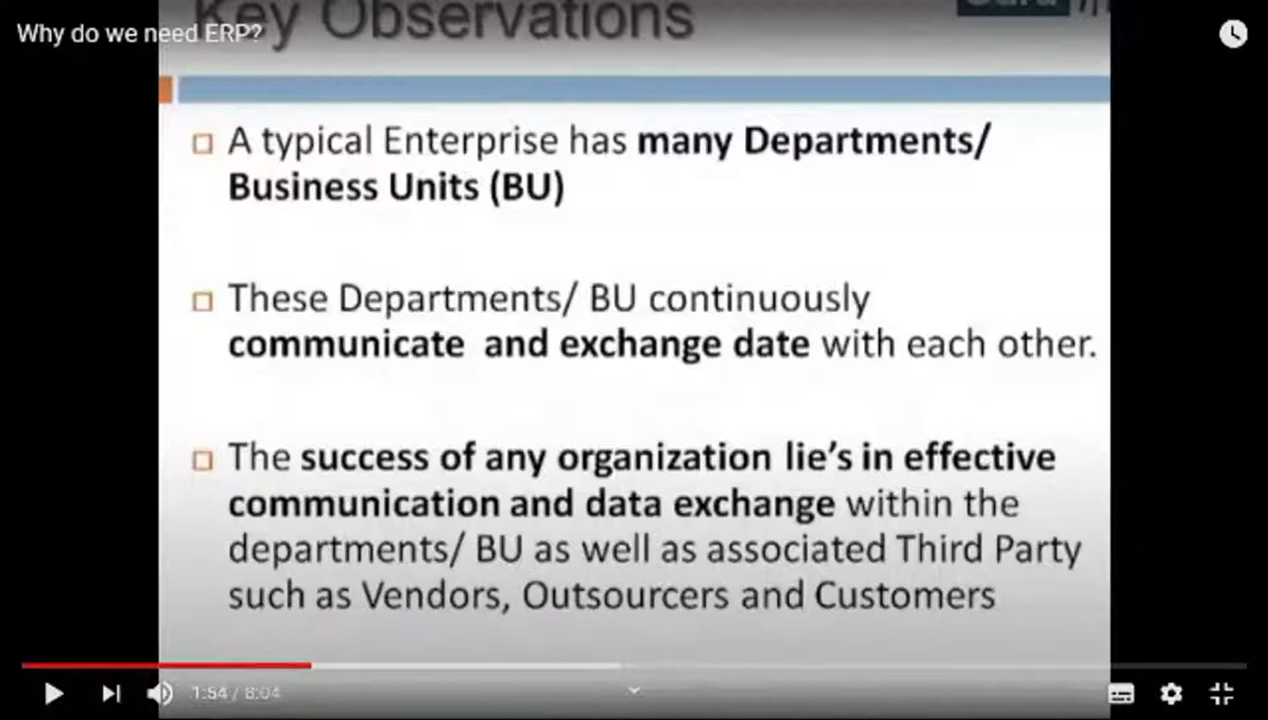 Why do we need ERP?
Key Observations
A typical Enterprise has many Departments/
Business Units (BU)
These Departments/ BU continuously
communicate and exchange date with each other.
The success of any organization lie's in effective
communication and data exchange within the
departments/ BU as well as associated Third Party
such as Vendors, Outsourcers and Customers
1:54 / 8:04